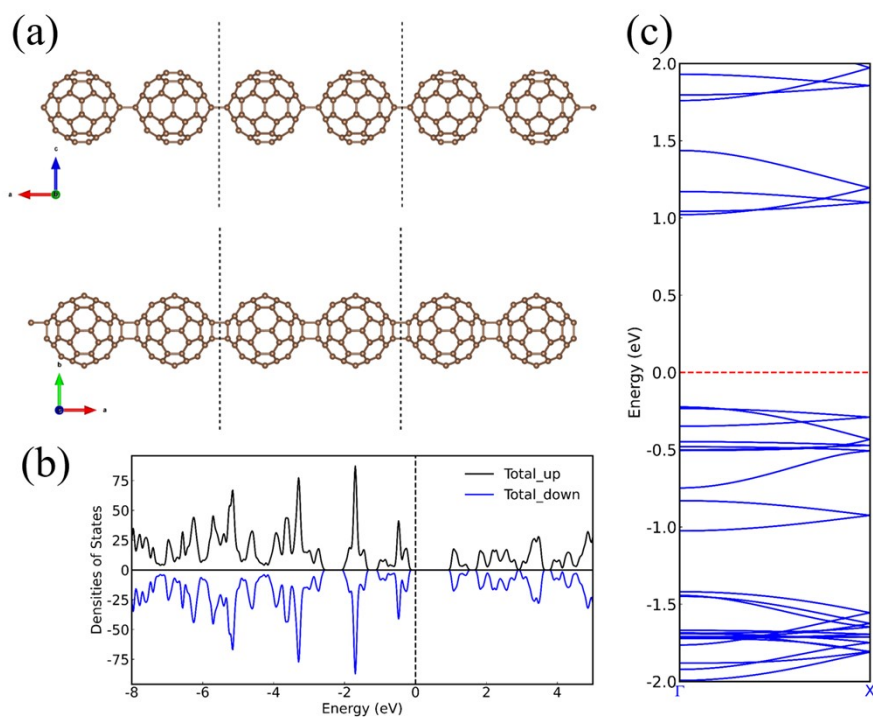 (a)
c
a
b
a
(b)
Densities of States
75
50
25
0
-25
-50
-75
Total_up
Total_down
-8
-6
-4
-2
0
2
4
Energy (eV)
(c)
Energy (eV)
2.0
1.5
1.0
0.5
0.0
-0.5
-1.0
-1.5
-2.0
Γ
X